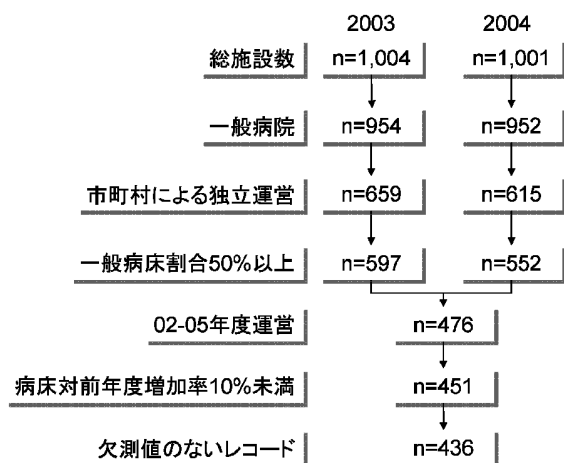 2003 2004
総施設数 n=1,004 n=1,001
一般病院 n=954 n=952
市町村による独立運営 n=659 n=615
一般病床割合50%以上 n=597 n=552
02-05年度運営 n=476
病床対前年度増加率10%未満 n=451
欠測値のないレコード n=436